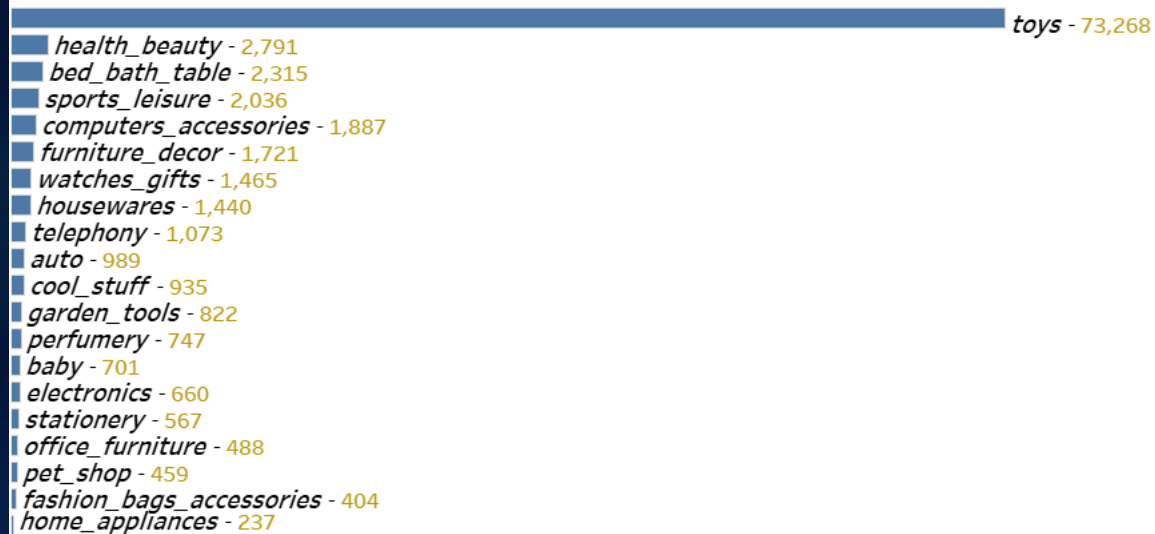 toys - 73,268
health_beauty - 2,791
bed_bath_table - 2,315
sports_leisure - 2,036
computers_accessories - 1,887
furniture_decor - 1,721
watches_gifts - 1,465
housewares - 1,440
telephony - 1,073
auto - 989
cool_stuff - 935
garden_tools - 822
perfumery - 747
baby - 701
electronics - 660
stationery - 567
office_furniture - 488
pet_shop - 459
fashion_bags_accessories - 404
home_appliances - 237